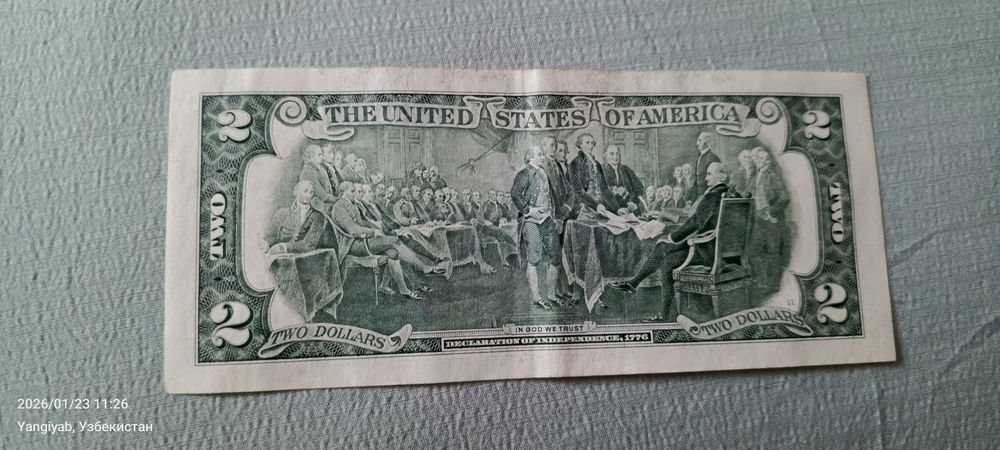 THE UNITED STATES OF AMERICA
2
2
TWO
TWO
2
2
TWO DOLLARS
TWO DOLLARS
11
IN GOD WE TRUST
DECLARATION OF INDEPENDENCE, 1776
2026/01/23 11:26
Yangiyab, Узбекистан